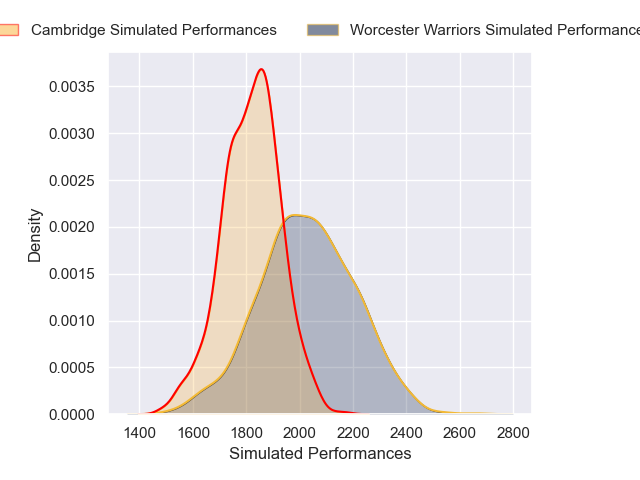 Cambridge Simulated Performances
Worcester Warriors Simulated Performance
0.0035
0.0030
0.0025
0.0020
0.0015
0.0010
0.0005
0.0000
Density
1400 1600 1800 2000 2200 2400 2600 2800
Simulated Performances